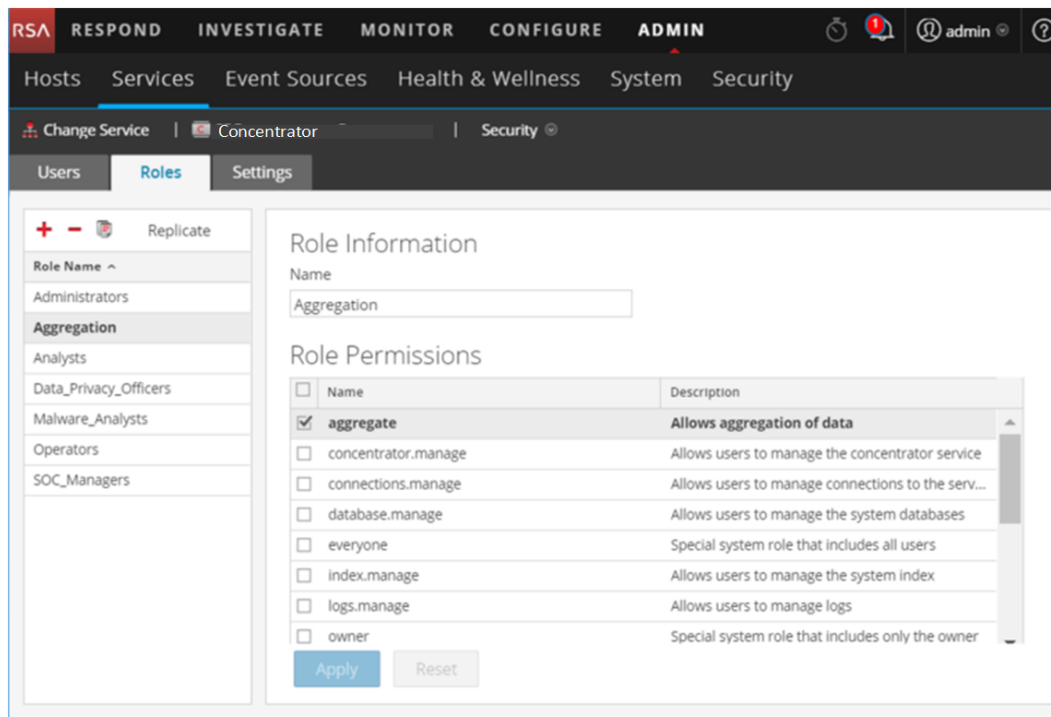 RSA RESPOND INVESTIGATE MONITOR CONFIGURE ADMIN 1 admin ?
Hosts Services Event Sources Health & Wellness System Security
Change Service | C Concentrator | Security
Users Roles Settings
Replicate
Role Name
Administrators
Aggregation
Analysts
Data_Privacy_Officers
Malware_Analysts
Operators
SOC_Managers
Role Information
Name
Aggregation
Role Permissions
Name Description
aggregate Allows aggregation of data
concentrator.manage Allows users to manage the concentrator service
connections.manage Allows users to manage connections to the serv...
database.manage Allows users to manage the system databases
everyone Special system role that includes all users
index.manage Allows users to manage the system index
logs.manage Allows users to manage logs
owner Special system role that includes only the owner
Apply Reset